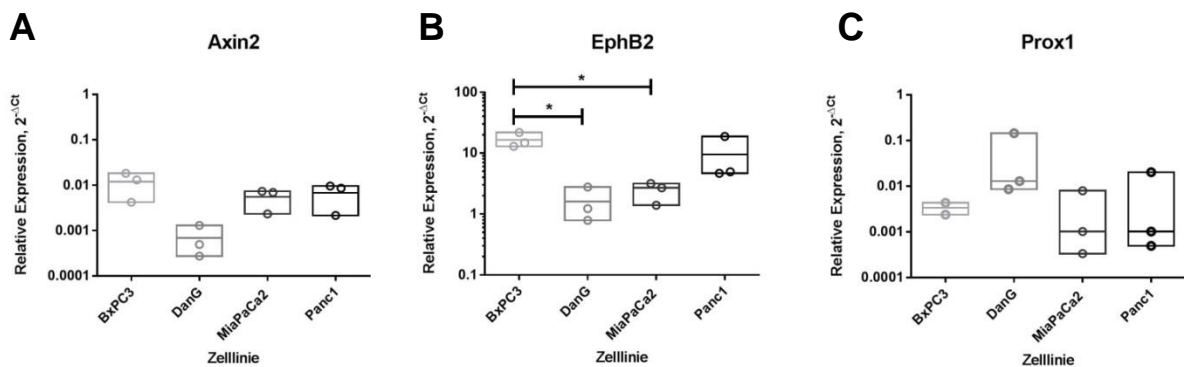 A
Axin2
Relative Expression, 2^-ΔCt
1
0.1
0.01
0.001
0.0001
BxPC3
DanG
MiaPaCa2
Panc1
Zelllinie
B
EphB2
Relative Expression, 2^-ΔCt
100
10
1
0.1
*
*
BxPC3
DanG
MiaPaCa2
Panc1
Zelllinie
C
Prox1
Relative Expression, 2^-ΔCt
1
0.1
0.01
0.001
0.0001
BxPC3
DanG
MiaPaCa2
Panc1
Zelllinie